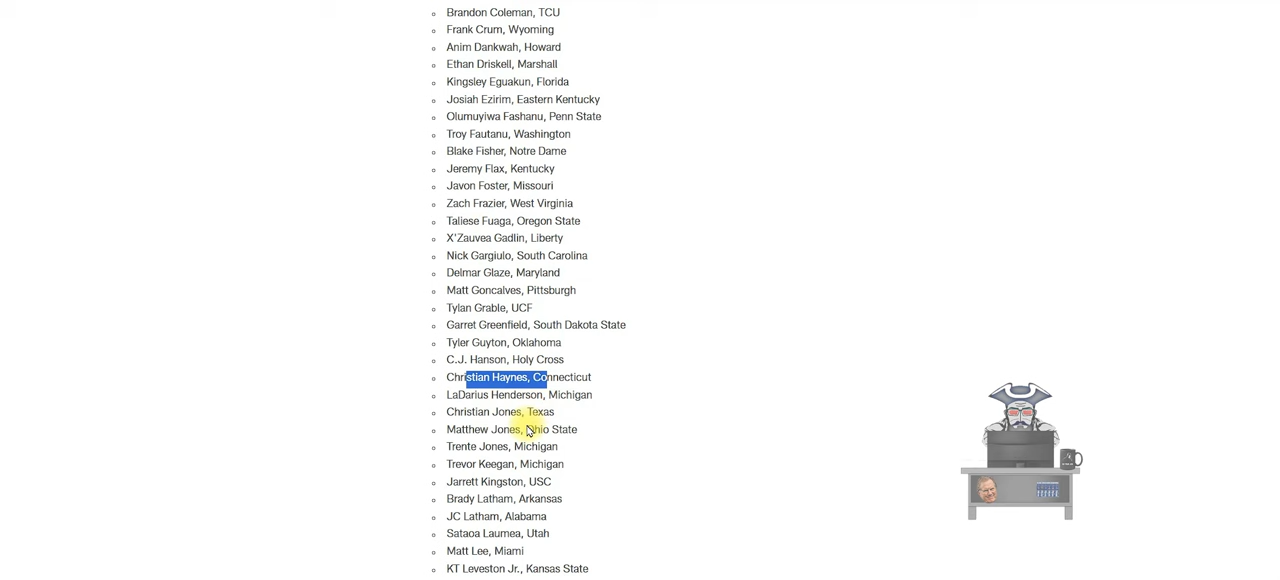 Brandon Coleman, TCU
Frank Crum, Wyoming
Anim Dankwah, Howard
Ethan Driskell, Marshall
Kingsley Eguakun, Florida
Josiah Ezirim, Eastern Kentucky
Olumuyiwa Fashanu, Penn State
Troy Fautanu, Washington
Blake Fisher, Notre Dame
Jeremy Flax, Kentucky
Javon Foster, Missouri
Zach Frazier, West Virginia
Taliese Fuaga, Oregon State
X'Zauvea Gadlin, Liberty
Nick Gargiulo, South Carolina
Delmar Glaze, Maryland
Matt Goncalves, Pittsburgh
Tylan Grable, UCF
Garret Greenfield, South Dakota State
Tyler Guyton, Oklahoma
C.J. Hanson, Holy Cross
Christian Haynes, Connecticut
LaDarius Henderson, Michigan
Christian Jones, Texas
Matthew Jones, Ohio State
Trente Jones, Michigan
Trevor Keegan, Michigan
Jarrett Kingston, USC
Brady Latham, Arkansas
JC Latham, Alabama
Sataoa Laumea, Utah
Matt Lee, Miami
KT Leveston Jr., Kansas State